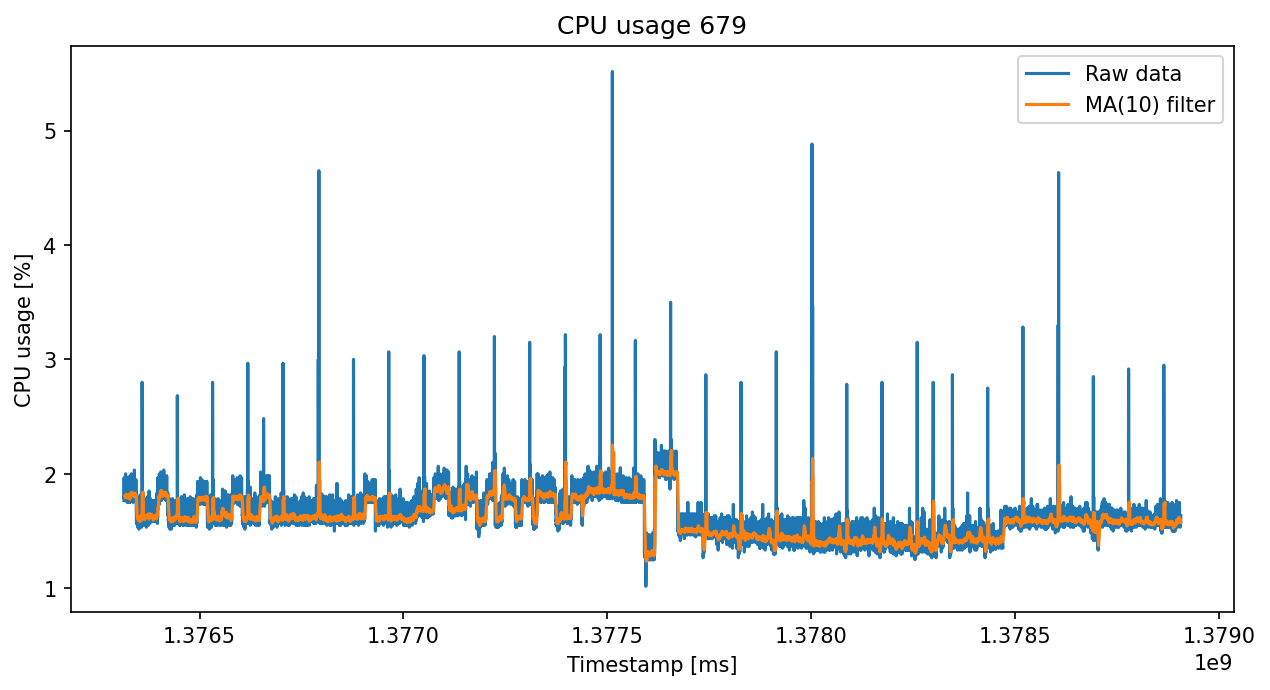 CPU usage 679
Raw data
MA(10) filter
CPU usage [%]
5
4
3
2
1
1.3765 1.3770 1.3775 1.3780 1.3785 1.3790
1e9
Timestamp [ms]